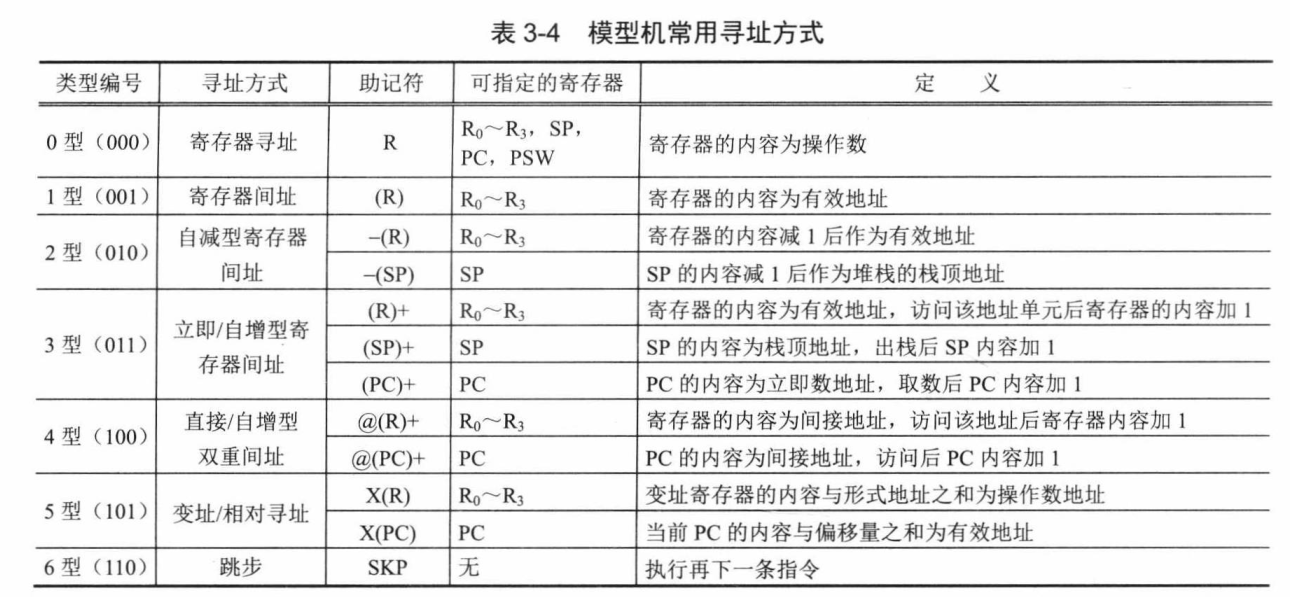 表 3-4 模型机常用寻址方式
类型编号 寻址方式 助记符 可指定的寄存器 定 义
0 型（000） 寄存器寻址 R R₀～R₃，SP，PC，PSW 寄存器的内容为操作数
1 型（001） 寄存器间址 (R) R₀～R₃ 寄存器的内容为有效地址
2 型（010） 自减型寄存器间址 –(R) R₀～R₃ 寄存器的内容减 1 后作为有效地址
–(SP) SP SP 的内容减 1 后作为堆栈的栈顶地址
3 型（011） 立即/自增型寄存器间址 (R)+ R₀～R₃ 寄存器的内容为有效地址，访问该地址单元后寄存器的内容加 1
(SP)+ SP SP 的内容为栈顶地址，出栈后 SP 内容加 1
(PC)+ PC PC 的内容为立即数地址，取数后 PC 内容加 1
4 型（100） 直接/自增型双重间址 @(R)+ R₀～R₃ 寄存器的内容为间接地址，访问该地址后寄存器内容加 1
@(PC)+ PC PC 的内容为间接地址，访问后 PC 内容加 1
5 型（101） 变址/相对寻址 X(R) R₀～R₃ 变址寄存器的内容与形式地址之和为操作数地址
X(PC) PC 当前 PC 的内容与偏移量之和为有效地址
6 型（110） 跳步 SKP 无 执行再下一条指令